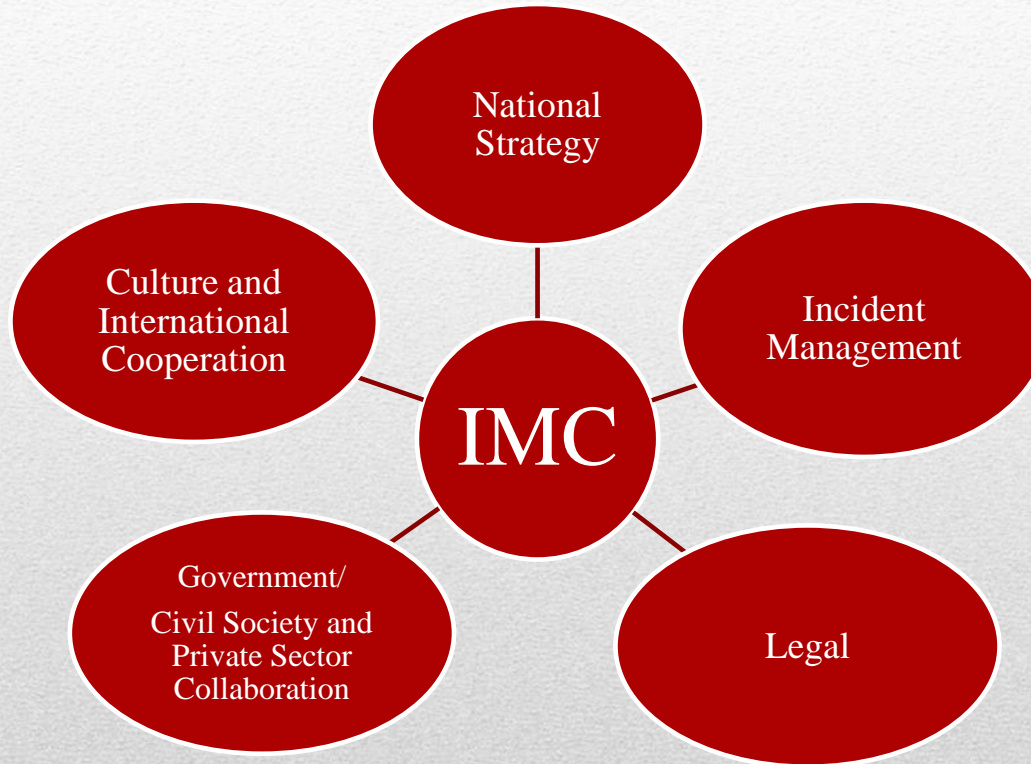 National
Strategy
Culture and
International
Cooperation
Incident
Management
IMC
Government/
Civil Society and
Private Sector
Collaboration
Legal